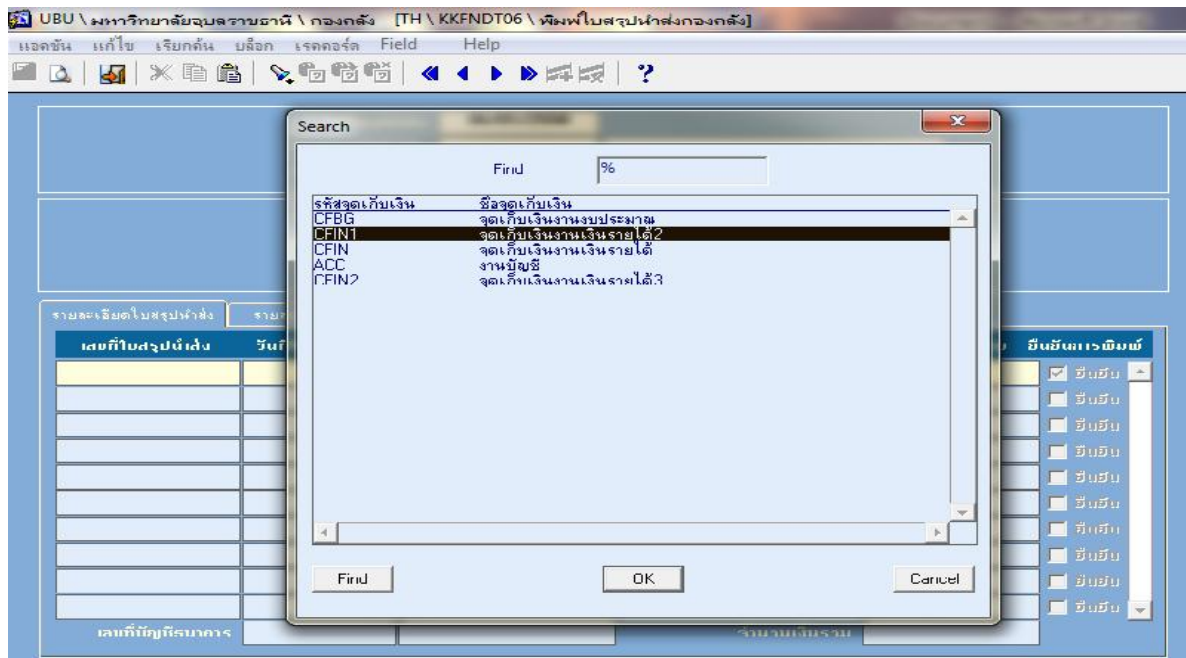 UBU \ มหาวิทยาลัยอุบลราชธานี \ กองคลัง [TH \ KKFNDT06 \ พิมพ์ใบสรุปนำส่งกองคลัง]
แอคชัน แก้ไข เรียกค้น บล็อก เรคคอร์ด Field Help
Search
Find %
รหัสจุดเก็บเงิน ชื่อจุดเก็บเงิน
CFBG จุดเก็บเงินงานงบประมาณ
CFIN1 จุดเก็บเงินงานเงินรายได้2
CFIN จุดเก็บเงินงานเงินรายได้
ACC งานบัญชี
CFIN2 จุดเก็บเงินงานเงินรายได้3
รายละเอียดใบสรุปนำส่ง
เลขที่ใบสรุปนำส่ง ยืนยันการพิมพ์
ยืนยัน
ยืนยัน
ยืนยัน
ยืนยัน
ยืนยัน
ยืนยัน
ยืนยัน
ยืนยัน
ยืนยัน
ยืนยัน
Find OK Cancel
เลขที่บัญชีธนาคาร จำนวนเงินรวม